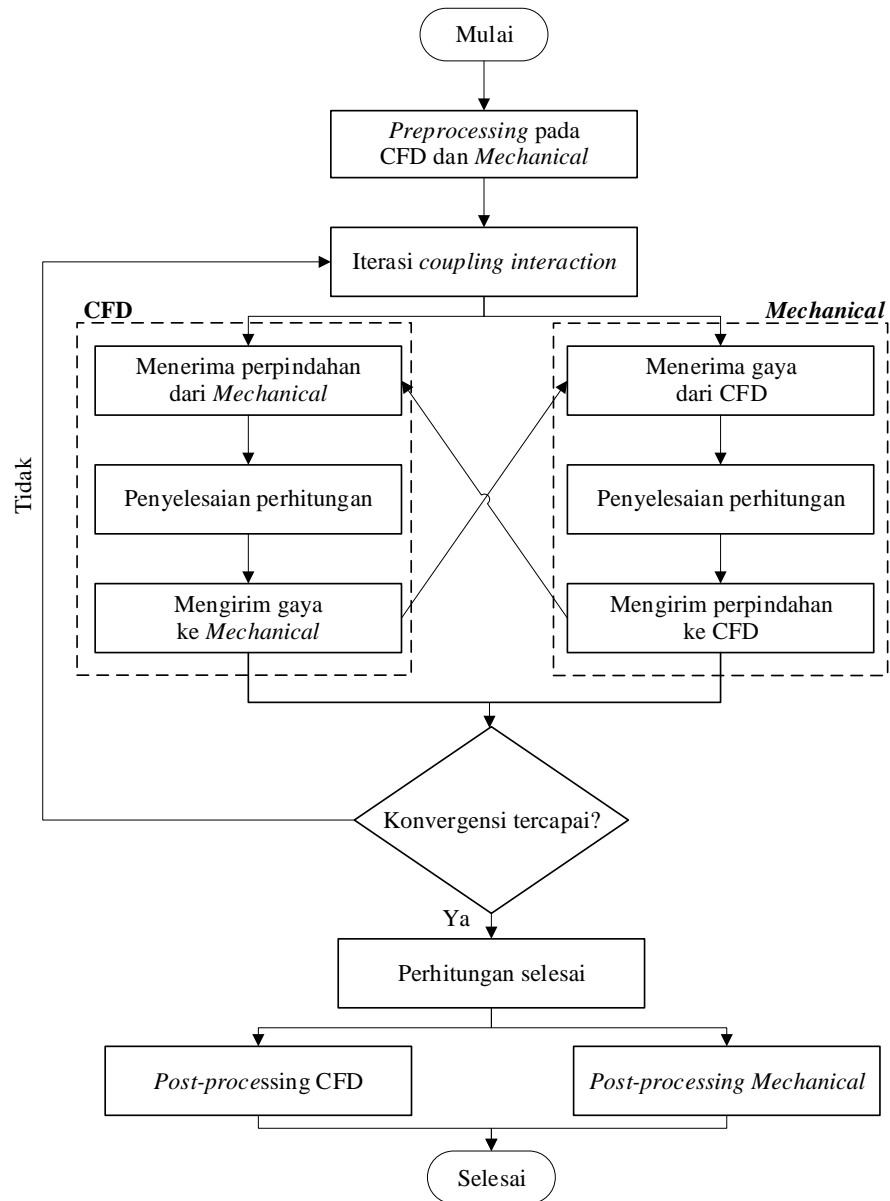 Mulai
Preprocessing pada
CFD dan Mechanical
Iterasi coupling interaction
CFD
Mechanical
Menerima perpindahan
dari Mechanical
Menerima gaya
dari CFD
Tidak
Penyelesaian perhitungan
Penyelesaian perhitungan
Mengirim gaya
ke Mechanical
Mengirim perpindahan
ke CFD
Konvergensi tercapai?
Ya
Perhitungan selesai
Post-processing CFD
Post-processing Mechanical
Selesai